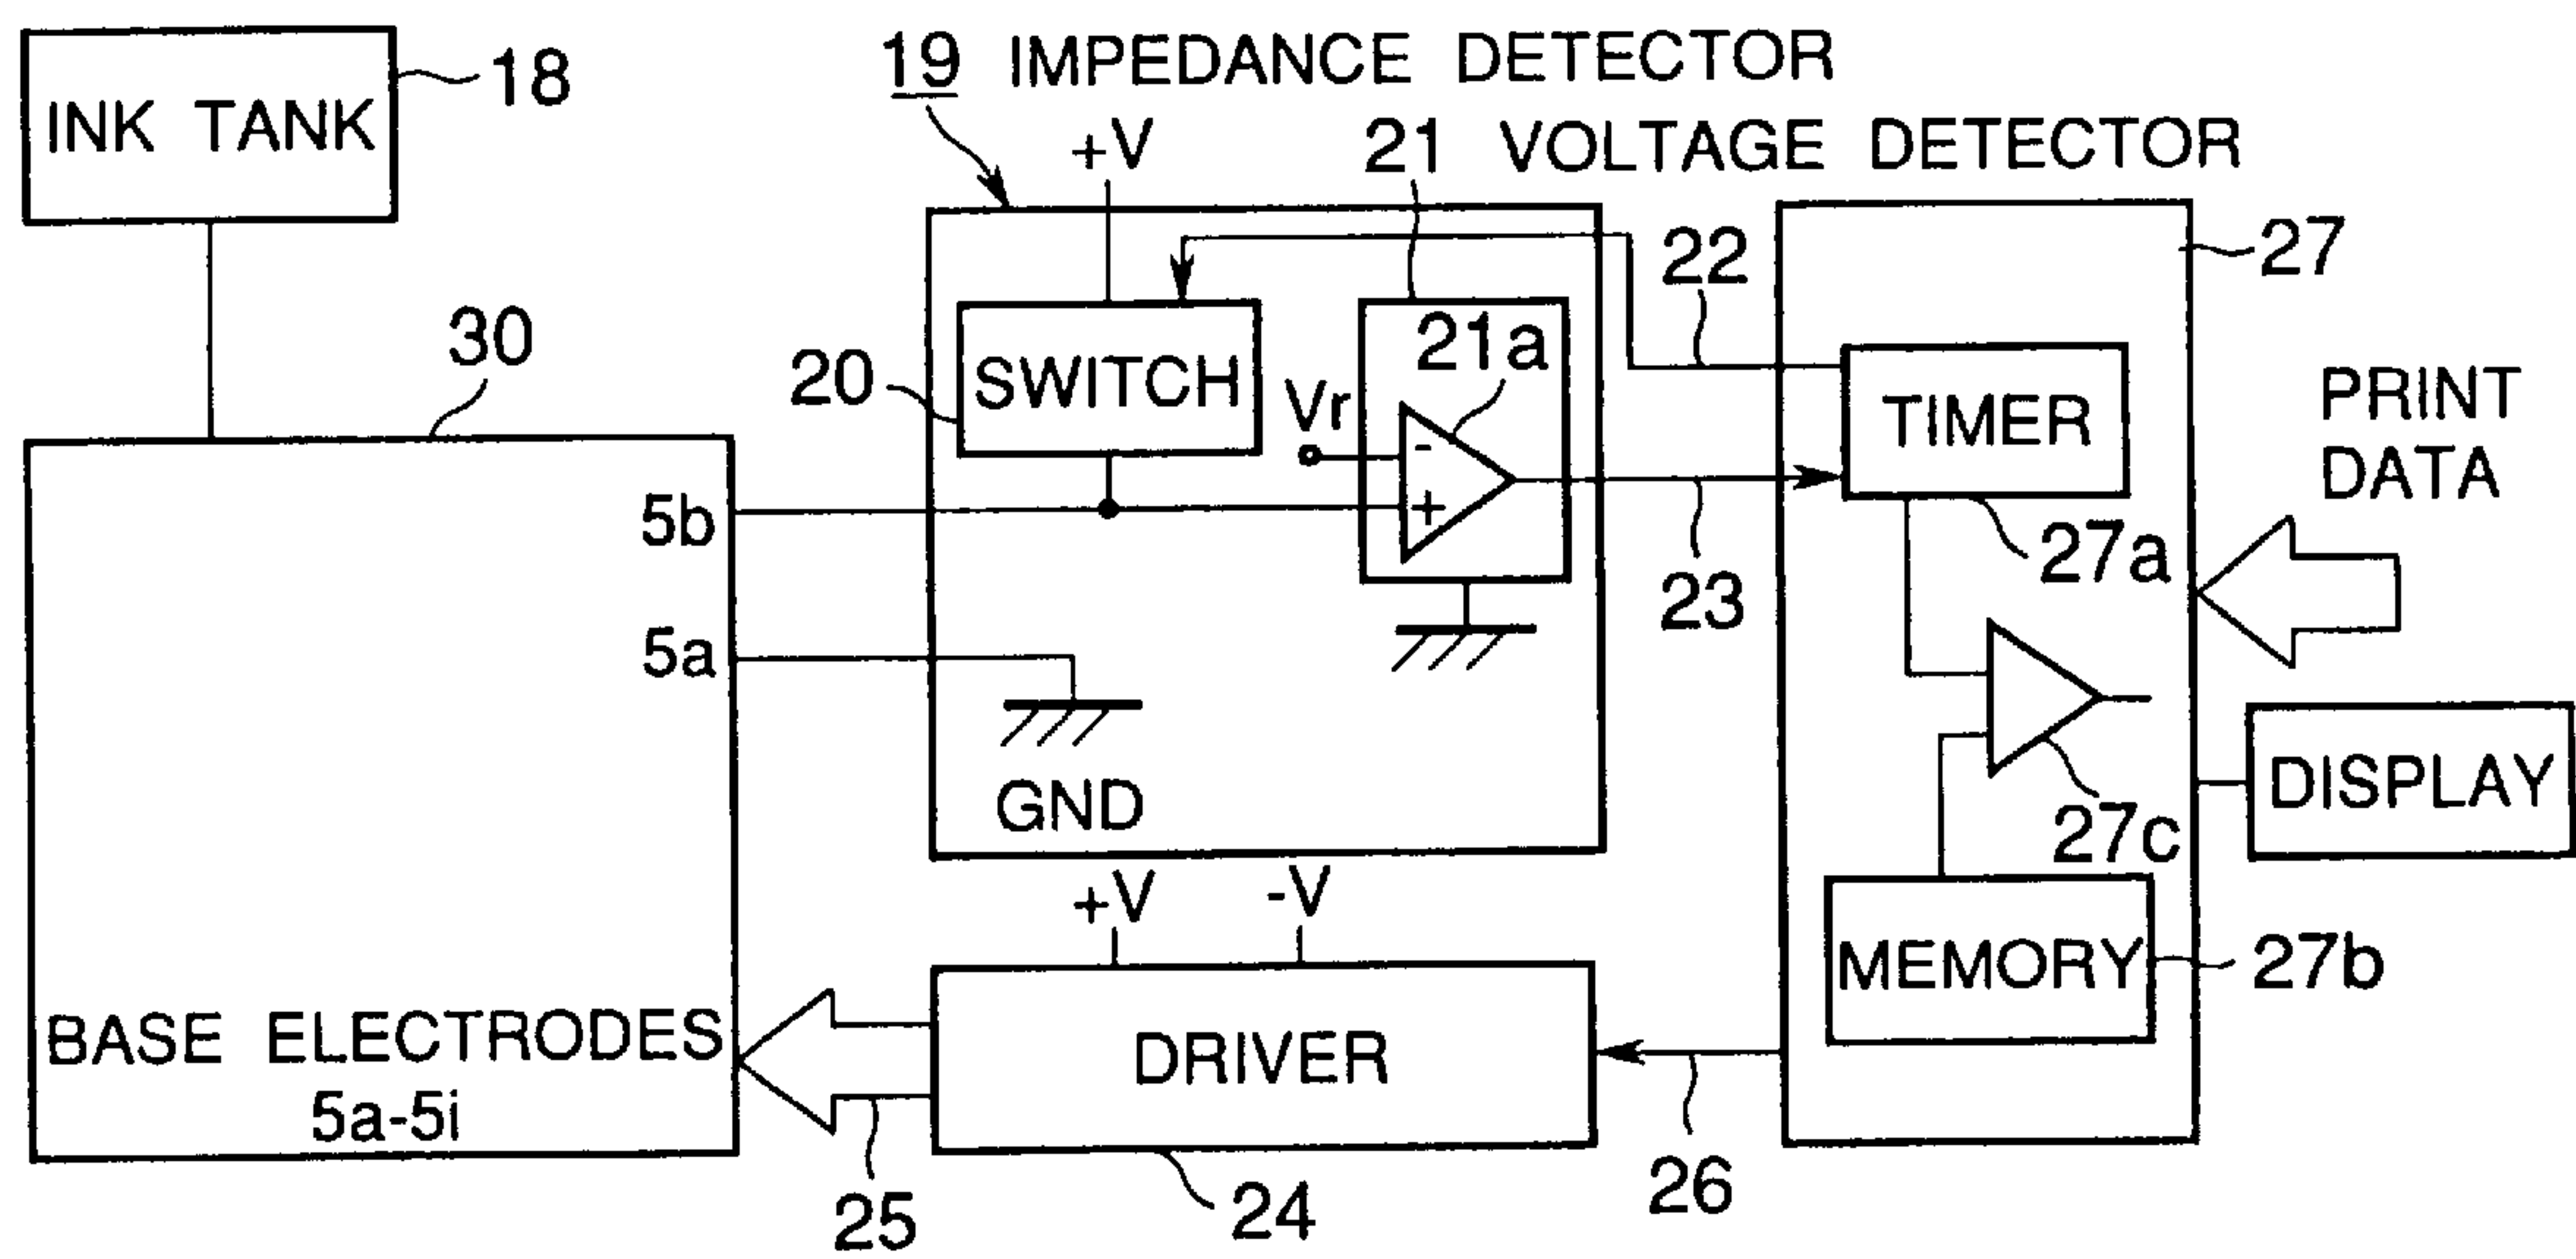 INK TANK
18
19 IMPEDANCE DETECTOR
+V
21 VOLTAGE DETECTOR
30
20
SWITCH
21a
Vr
-
+
22
27
TIMER
PRINT
DATA
5b
23
27a
5a
GND
27c
DISPLAY
+V
-V
MEMORY
27b
BASE ELECTRODES
5a-5i
DRIVER
25
24
26